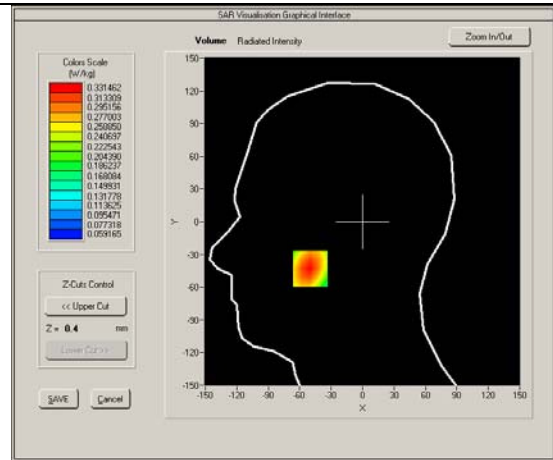 SAR Visualisation Graphical Interface
Volume Radiated Intensity
Zoom In/Out
Colors Scale
(W/kg)
0.331462
0.313309
0.295156
0.277003
0.258850
0.240697
0.222543
0.204390
0.186237
0.168084
0.149931
0.131778
0.113625
0.095471
0.077318
0.059165
Z-Cuts Control
<< Upper Cut
Z = 0.4 mm
Lower Cut >>
SAVE
Cancel
150
120
90
60
30
0
-30
-60
-90
-120
-150
Y
-150 -120 -90 -60 -30 0 30 60 90 120 150
X